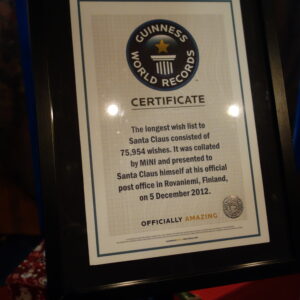 GUINNESS
WORLD RECORDS
CERTIFICATE
The longest wish list to
Santa Claus consisted of
75,954 wishes. It was collated
by MINI and presented to
Santa Claus himself at his official
post office in Rovaniemi, Finland,
on 5 December 2012.
OFFICIALLY AMAZING